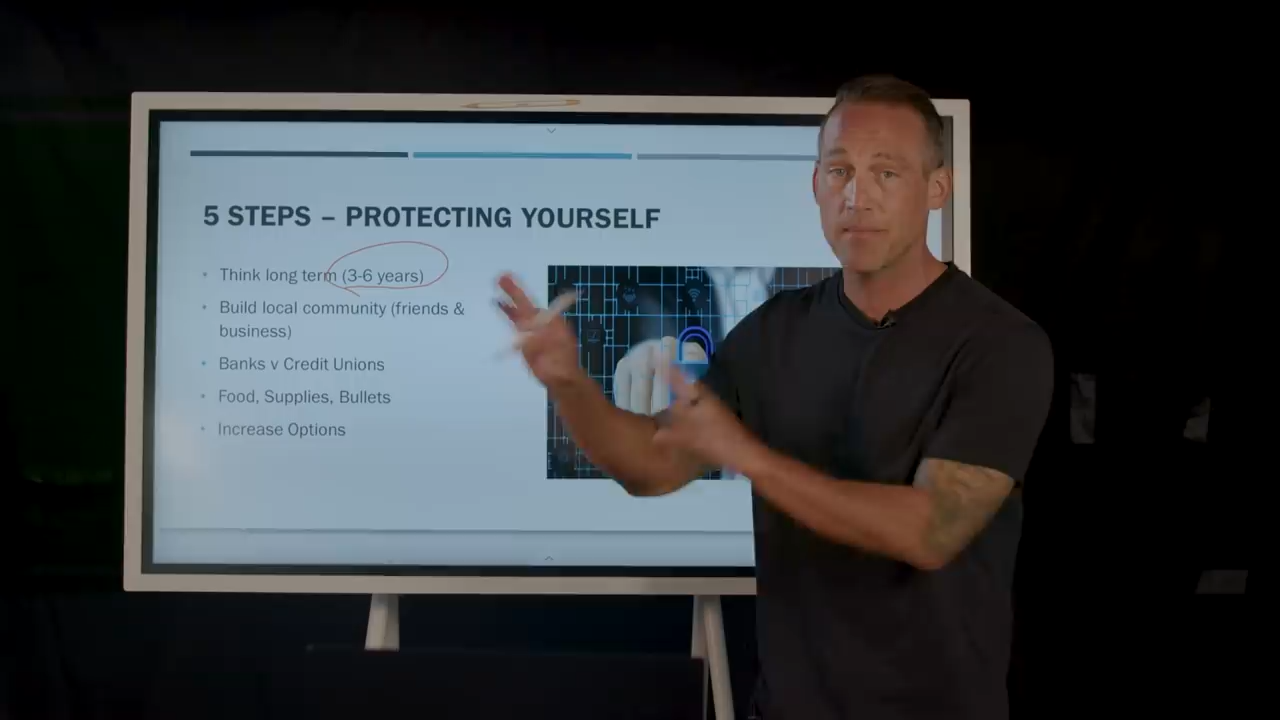 5 STEPS – PROTECTING YOURSELF
Think long term (3-6 years)
Build local community (friends &
business)
Banks v Credit Unions
Food, Supplies, Bullets
Increase Options